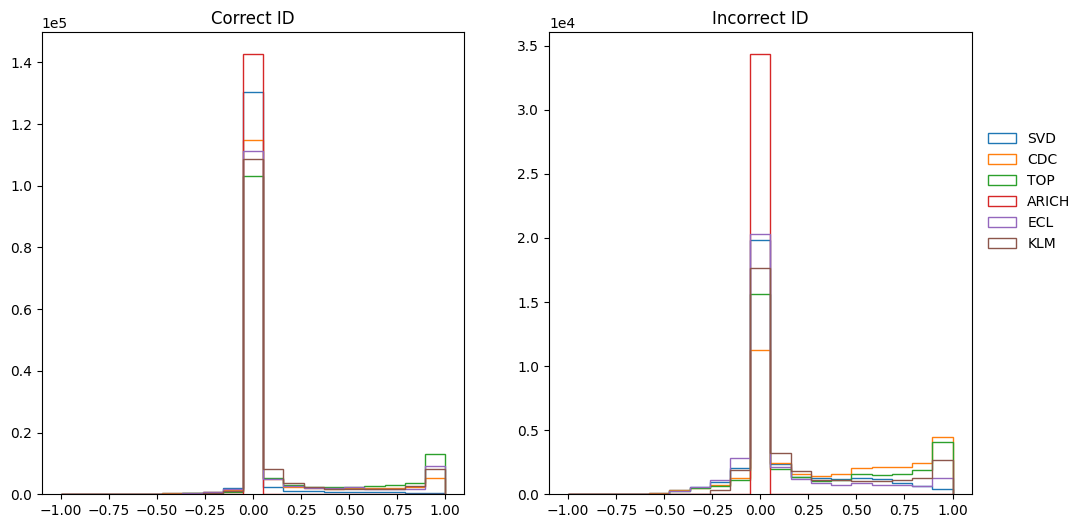 Correct ID
1e5
1.4
1.2
1.0
0.8
0.6
0.4
0.2
0.0
−1.00 −0.75 −0.50 −0.25 0.00 0.25 0.50 0.75 1.00
Incorrect ID
1e4
3.5
3.0
2.5
2.0
1.5
1.0
0.5
0.0
−1.00 −0.75 −0.50 −0.25 0.00 0.25 0.50 0.75 1.00
SVD
CDC
TOP
ARICH
ECL
KLM